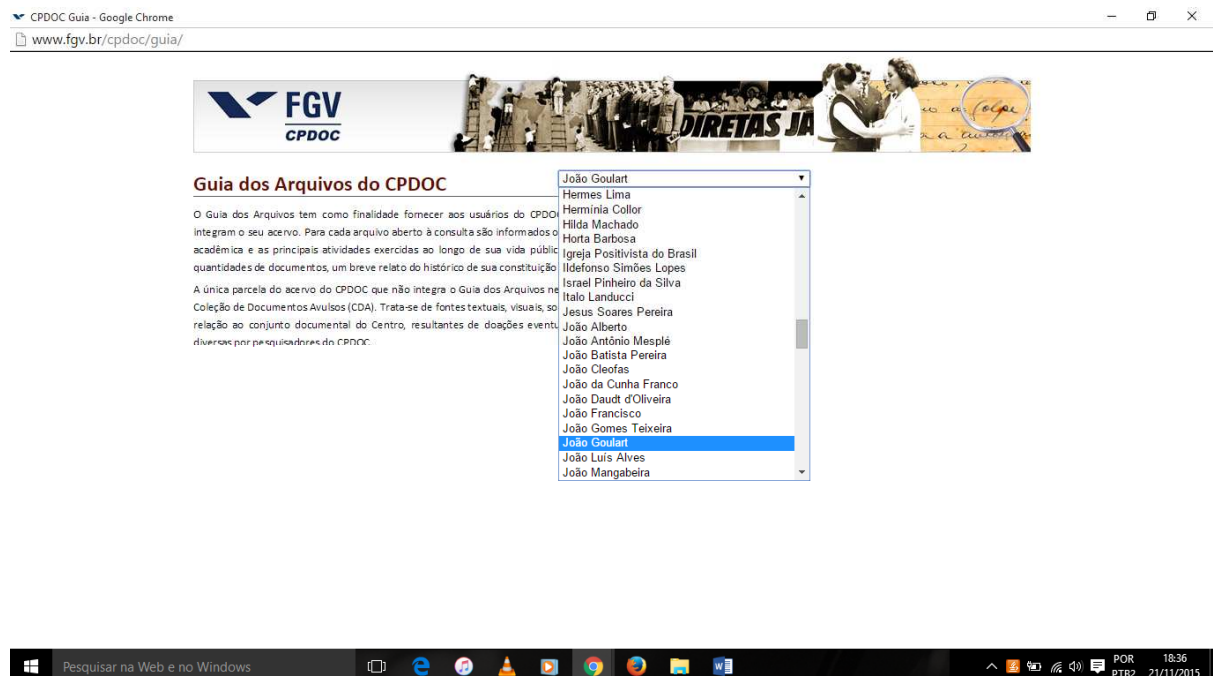 CPDOC Guia - Google Chrome
www.fgv.br/cpdoc/guia/
FGV
CPDOC
DIRETAS JÁ
golpe
Guia dos Arquivos do CPDOC
João Goulart
O Guia dos Arquivos tem como finalidade fornecer aos usuários do
integram o seu acervo. Para cada arquivo aberto à consulta são informados
acadêmica e as principais atividades exercidas ao longo de sua vida
quantidades de documentos, um breve relato do histórico de sua constituição
A única parcela do acervo do CPDOC que não integra o Guia dos Arquivos
Coleção de Documentos Avulsos (CDA). Trata-se de fontes textuais, visuais,
relação ao conjunto documental do Centro, resultantes de doações
diversas por pesquisadores do CPDOC.
Hermes Lima
Hermínia Collor
Hilda Machado
Horta Barbosa
Igreja Positivista do Brasil
Ildefonso Simões Lopes
Israel Pinheiro da Silva
Italo Landucci
Jesus Soares Pereira
João Alberto
João Antônio Mesplé
João Batista Pereira
João Cleofas
João da Cunha Franco
João Daudt d'Oliveira
João Francisco
João Gomes Teixeira
João Goulart
João Luís Alves
João Mangabeira
Pesquisar na Web e no Windows
POR
PTB2
18:36
21/11/2015